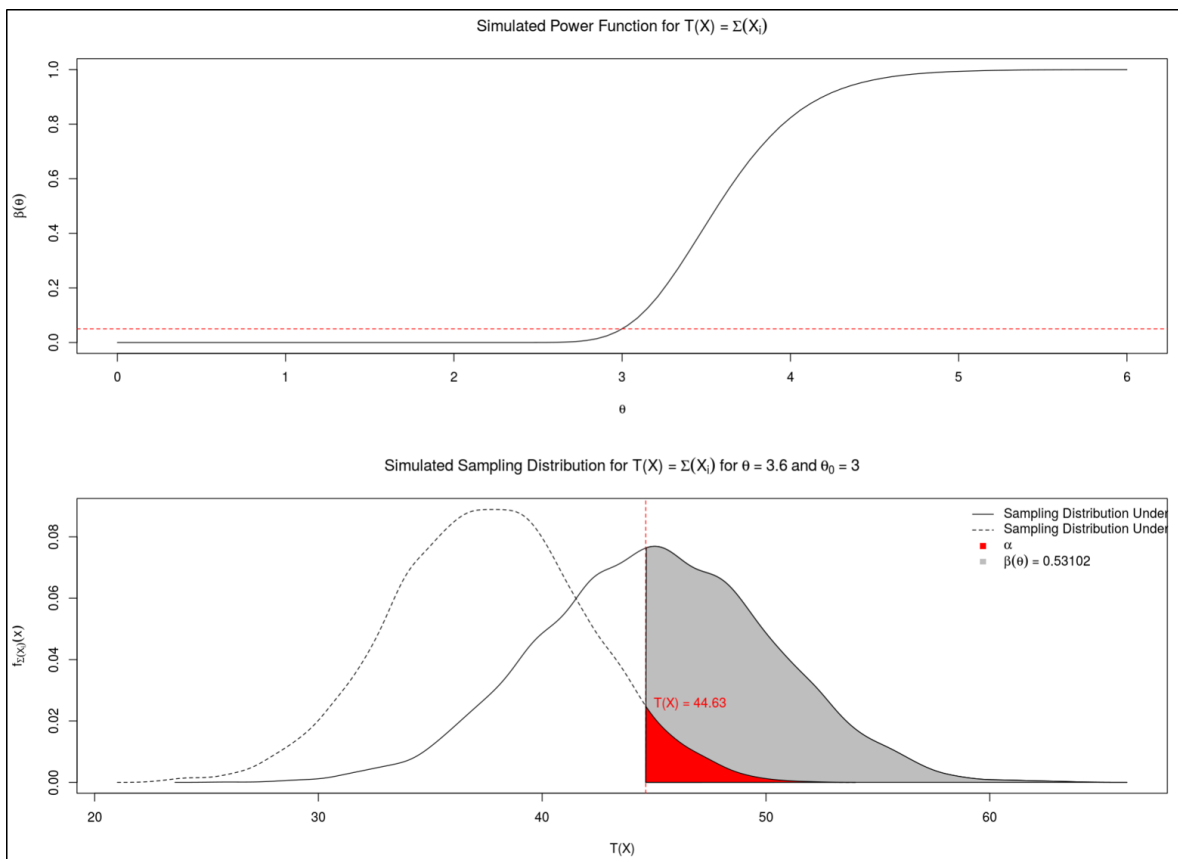 Simulated Power Function for T(X) = Σ(Xᵢ)
β(θ)
0.0 0.2 0.4 0.6 0.8 1.0
0 1 2 3 4 5 6
θ
Simulated Sampling Distribution for T(X) = Σ(Xᵢ) for θ = 3.6 and θ₀ = 3
f_Σ(Xᵢ)(x)
0.00 0.02 0.04 0.06 0.08
Sampling Distribution Under
Sampling Distribution Under
α
β(θ) = 0.53102
T(X) = 44.63
20 30 40 50 60
T(X)